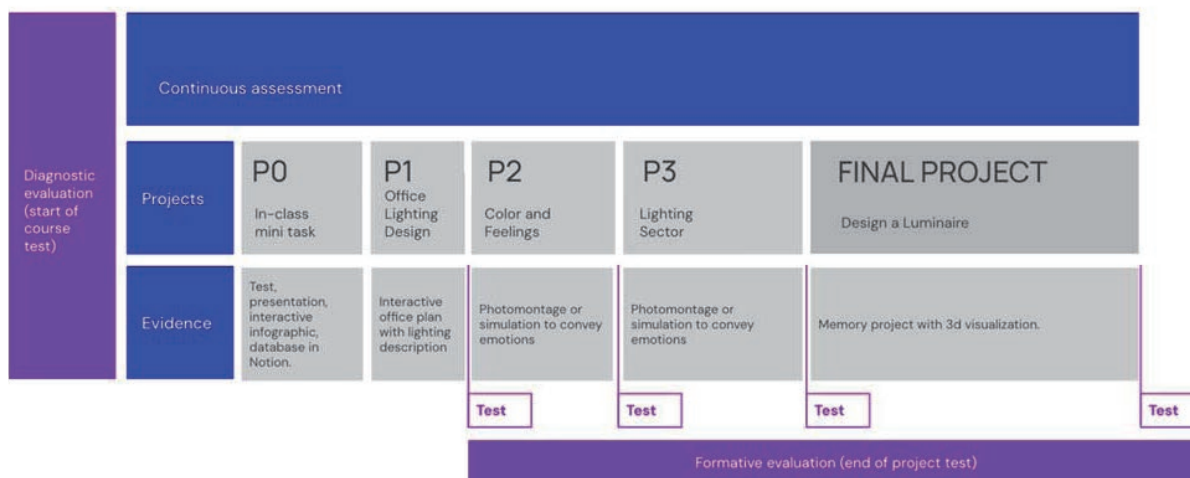 Continuous assessment
Diagnostic
evaluation
(start of
course
test)
Projects
P0
In-class
mini task
P1
Office
Lighting
Design
P2
Color and
Feelings
P3
Lighting
Sector
FINAL PROJECT
Design a Luminaire
Evidence
Test,
presentation,
interactive
infographic,
database in
Notion.
Interactive
office plan
with lighting
description
Photomontage or
simulation to convey
emotions
Photomontage or
simulation to convey
emotions
Memory project with 3d visualization.
Test
Test
Test
Test
Formative evaluation (end of project test)